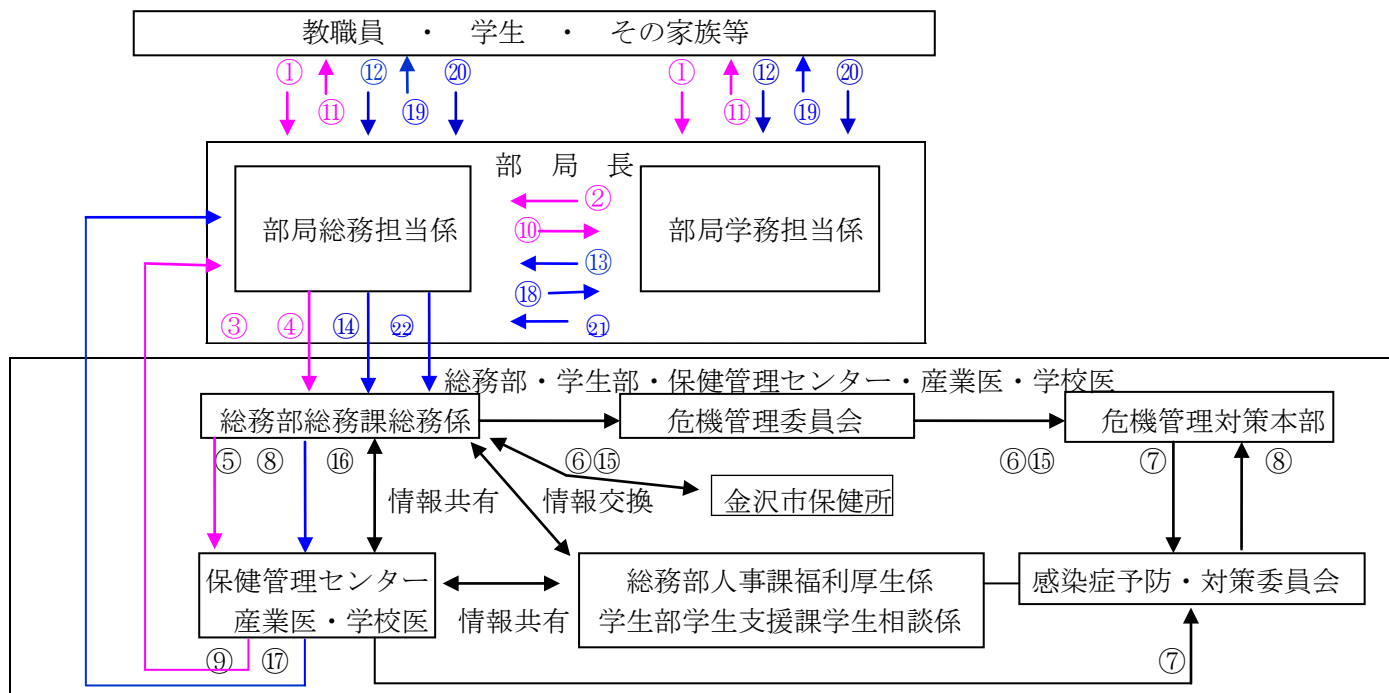 教職員 ・ 学生 ・ その家族等
① ⑫ ⑳ ① ⑫ ⑳
⑪ ⑲ ⑪ ⑲
部 局 長
②
部局総務担当係 ⑩ 部局学務担当係
⑬
⑱
③ ④ ⑭ ㉒ ㉑
総務部・学生部・保健管理センター・産業医・学校医
総務部総務課総務係 危機管理委員会 危機管理対策本部
⑤ ⑧ ⑯ ⑥⑮ ⑥⑮ ⑦ ⑧
情報共有 情報交換 金沢市保健所
保健管理センター 総務部人事課福利厚生係 感染症予防・対策委員会
産業医・学校医 情報共有 学生部学生支援課学生相談係
⑨ ⑰ ⑦